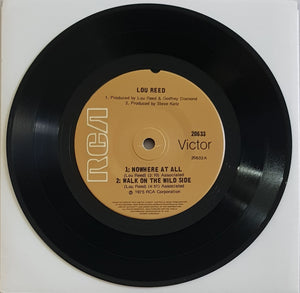 LOU REED
1. Produced by Lou Reed & Godfrey Diamond
2. Produced by Steve Katz
20633
RCA
Victor
20633-A
1: NOWHERE AT ALL
(Lou Reed) (3.10) Associated
2: WALK ON THE WILD SIDE
(Lou Reed) (4.51) Associated
℗ 1975 RCA Corporation